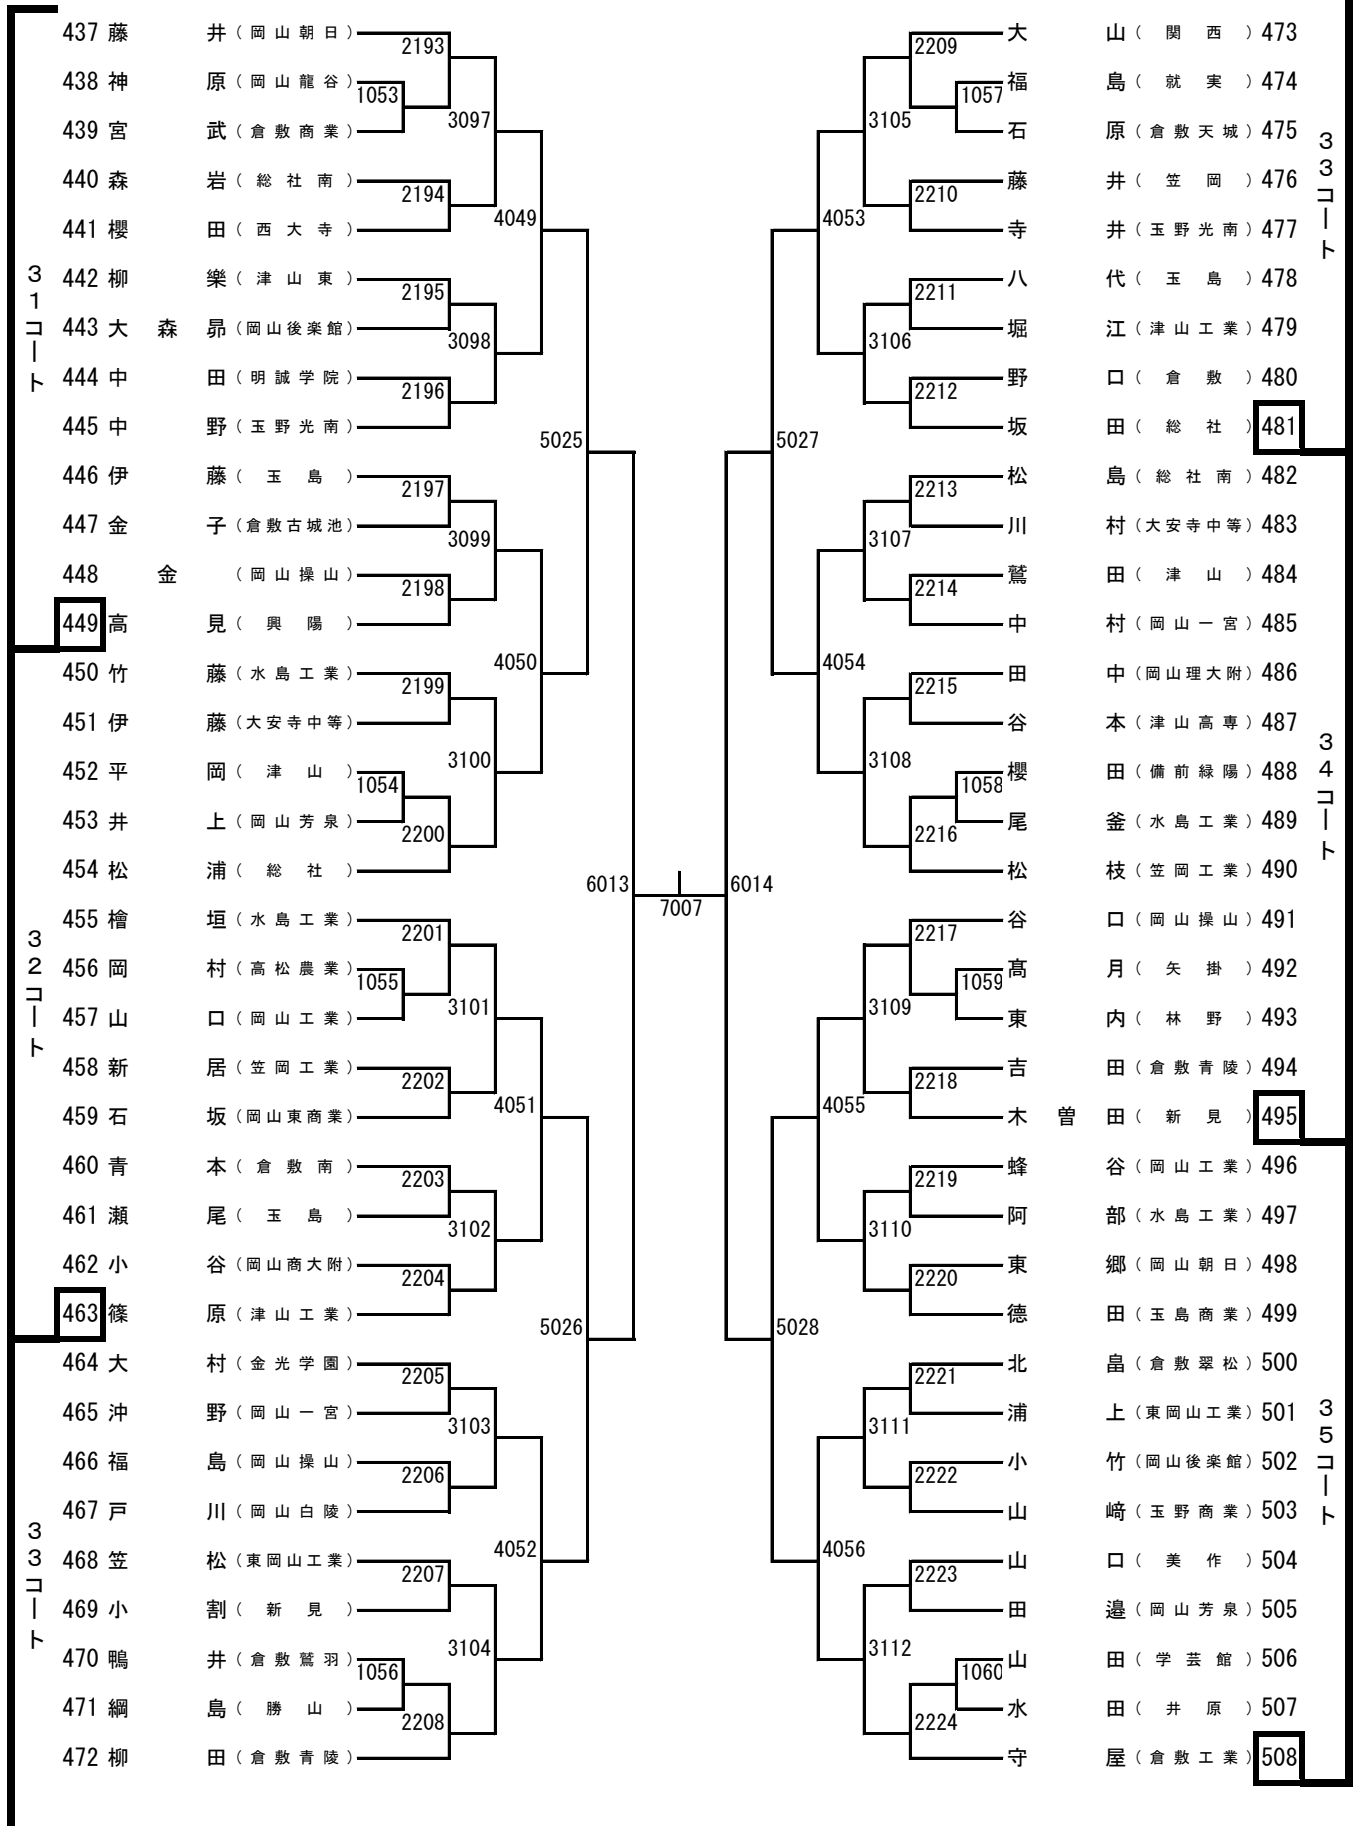 31コート
32コート
33コート
437 藤井（岡山朝日）
438 神原（岡山龍谷）
439 宮武（倉敷商業）
440 森岩（総社南）
441 櫻田（西大寺）
442 柳樂（津山東）
443 大森昴（岡山後楽館）
444 中田（明誠学院）
445 中野（玉野光南）
446 伊藤（玉島）
447 金子（倉敷古城池）
448 金（岡山操山）
449 高見（興陽）
450 竹藤（水島工業）
451 伊藤（大安寺中等）
452 平岡（津山）
453 井上（岡山芳泉）
454 松浦（総社）
455 檜垣（水島工業）
456 岡村（高松農業）
457 山口（岡山工業）
458 新居（笠岡工業）
459 石坂（岡山東商業）
460 青本（倉敷南）
461 瀬尾（玉島）
462 小谷（岡山商大附）
463 篠原（津山工業）
464 大村（金光学園）
465 沖野（岡山一宮）
466 福島（岡山操山）
467 戸川（岡山白陵）
468 笠松（東岡山工業）
469 小割（新見）
470 鴨井（倉敷鷲羽）
471 綱島（勝山）
472 柳田（倉敷青陵）
1053
1054
1055
1056
2193
2194
2195
2196
2197
2198
2199
2200
2201
2202
2203
2204
2205
2206
2207
2208
3097
3098
3099
3100
3101
3102
3103
3104
4049
4050
4051
4052
5025
5026
6013
7007
6014
5027
5028
4053
4054
4055
4056
3105
3106
3107
3108
3109
3110
3111
3112
2209
2210
2211
2212
2213
2214
2215
2216
2217
2218
2219
2220
2221
2222
2223
2224
1057
1058
1059
1060
大山（関西）473
福島（就実）474
石原（倉敷天城）475
藤井（笠岡）476
寺井（玉野光南）477
八代（玉島）478
堀江（津山工業）479
野口（倉敷）480
坂田（総社）481
松島（総社南）482
川村（大安寺中等）483
鷲田（津山）484
中村（岡山一宮）485
田中（岡山理大附）486
谷本（津山高専）487
櫻田（備前緑陽）488
尾釜（水島工業）489
松枝（笠岡工業）490
谷口（岡山操山）491
髙月（矢掛）492
東内（林野）493
吉田（倉敷青陵）494
木曽田（新見）495
蜂谷（岡山工業）496
阿部（水島工業）497
東郷（岡山朝日）498
德田（玉島商業）499
北畠（倉敷翠松）500
浦上（東岡山工業）501
小竹（岡山後楽館）502
山﨑（玉野商業）503
山口（美作）504
田邉（岡山芳泉）505
山田（学芸館）506
水田（井原）507
守屋（倉敷工業）508
33コート
34コート
35コート